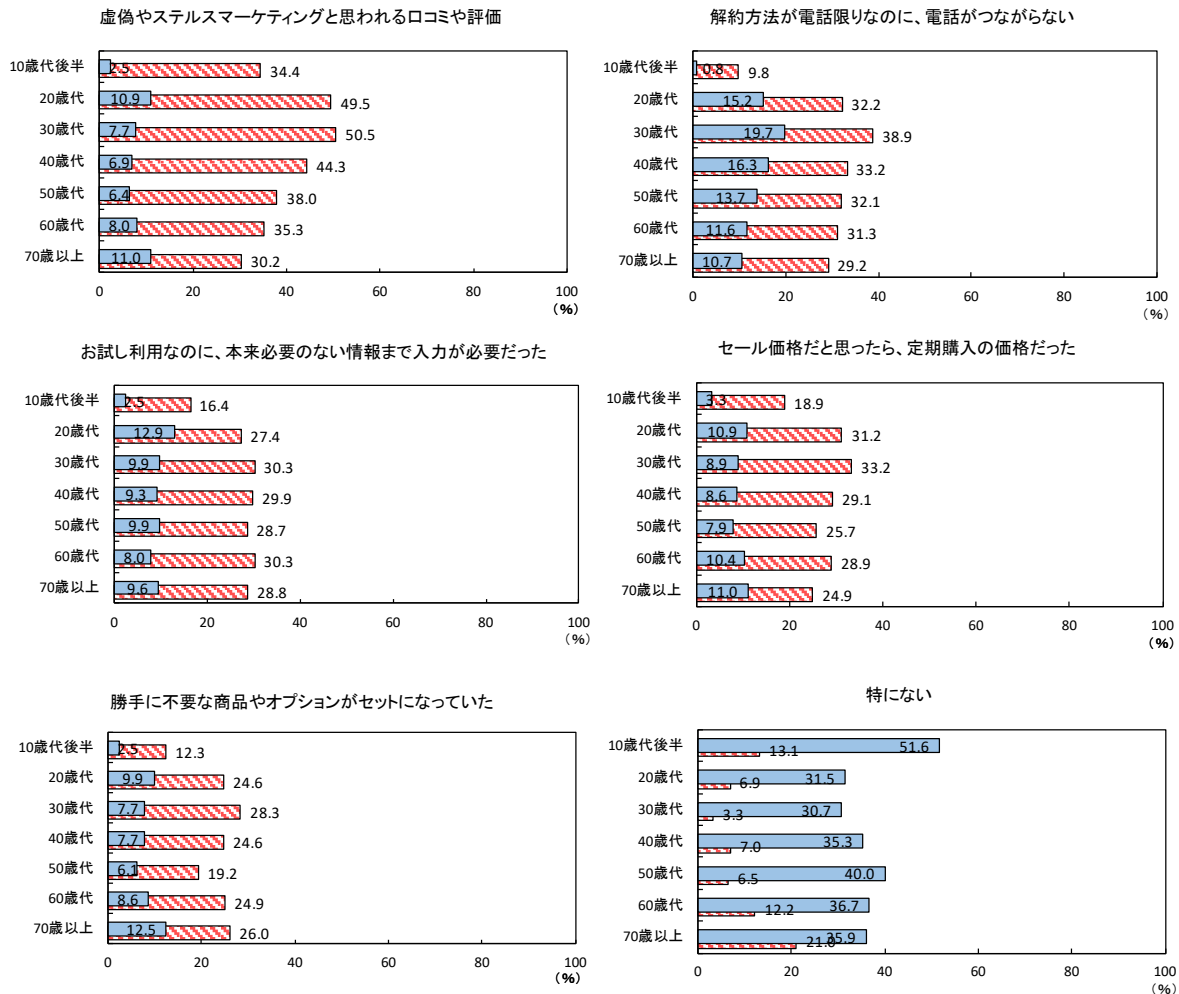 虚偽やステルスマーケティングと思われる口コミや評価
10歳代後半 2.5 34.4
20歳代 10.9 49.5
30歳代 7.7 50.5
40歳代 6.9 44.3
50歳代 6.4 38.0
60歳代 8.0 35.3
70歳以上 11.0 30.2
0 20 40 60 80 100
(%)
解約方法が電話限りなのに、電話がつながらない
10歳代後半 0.8 9.8
20歳代 15.2 32.2
30歳代 19.7 38.9
40歳代 16.3 33.2
50歳代 13.7 32.1
60歳代 11.6 31.3
70歳以上 10.7 29.2
0 20 40 60 80 100
(%)
お試し利用なのに、本来必要のない情報まで入力が必要だった
10歳代後半 2.5 16.4
20歳代 12.9 27.4
30歳代 9.9 30.3
40歳代 9.3 29.9
50歳代 9.9 28.7
60歳代 8.0 30.3
70歳以上 9.6 28.8
0 20 40 60 80 100
(%)
セール価格だと思ったら、定期購入の価格だった
10歳代後半 3.3 18.9
20歳代 10.9 31.2
30歳代 8.9 33.2
40歳代 8.6 29.1
50歳代 7.9 25.7
60歳代 10.4 28.9
70歳以上 11.0 24.9
0 20 40 60 80 100
(%)
勝手に不要な商品やオプションがセットになっていた
10歳代後半 2.5 12.3
20歳代 9.9 24.6
30歳代 7.7 28.3
40歳代 7.7 24.6
50歳代 6.1 19.2
60歳代 8.6 24.9
70歳以上 12.5 26.0
0 20 40 60 80 100
(%)
特にない
10歳代後半 51.6 13.1
20歳代 31.5 6.9
30歳代 30.7 3.3
40歳代 35.3 7.0
50歳代 40.0 6.5
60歳代 36.7 12.2
70歳以上 35.9 21.0
0 20 40 60 80 100
(%)